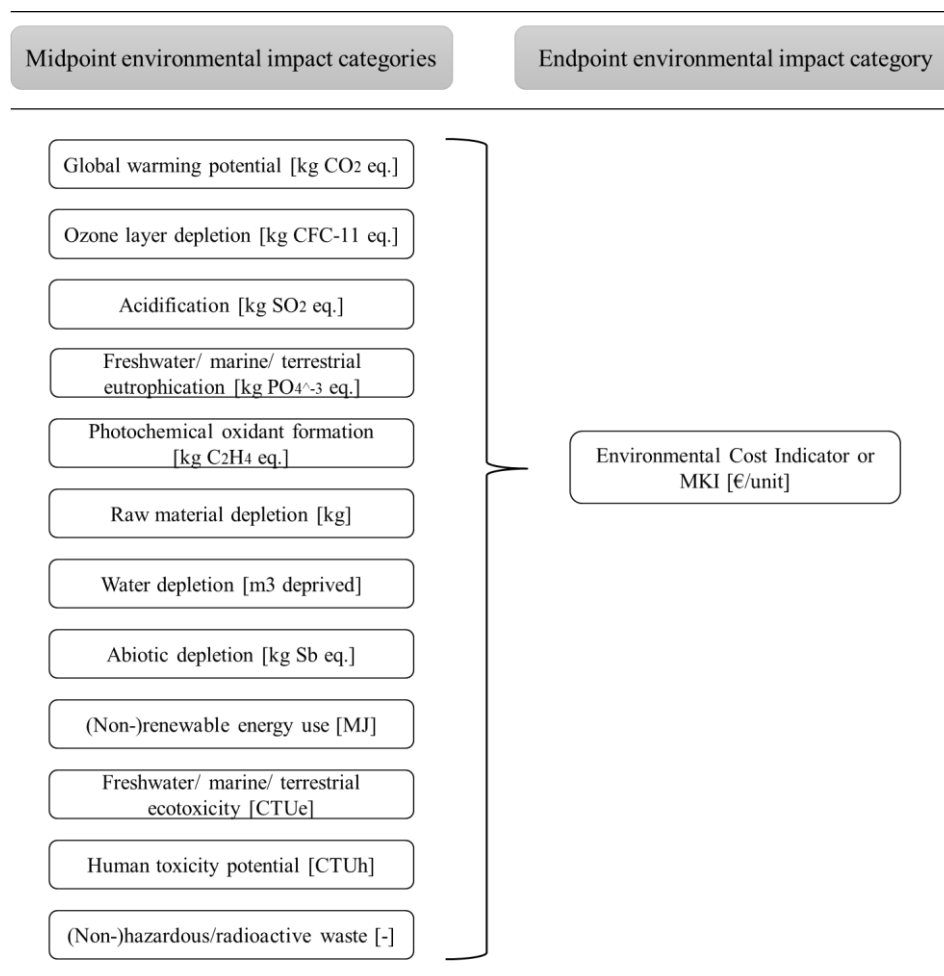 Midpoint environmental impact categories
Endpoint environmental impact category
Global warming potential [kg CO2 eq.]
Ozone layer depletion [kg CFC-11 eq.]
Acidification [kg SO2 eq.]
Freshwater/ marine/ terrestrial
eutrophication [kg PO4^-3 eq.]
Photochemical oxidant formation
[kg C2H4 eq.]
Raw material depletion [kg]
Water depletion [m3 deprived]
Abiotic depletion [kg Sb eq.]
(Non-)renewable energy use [MJ]
Freshwater/ marine/ terrestrial
ecotoxicity [CTUe]
Human toxicity potential [CTUh]
(Non-)hazardous/radioactive waste [-]
Environmental Cost Indicator or
MKI [€/unit]